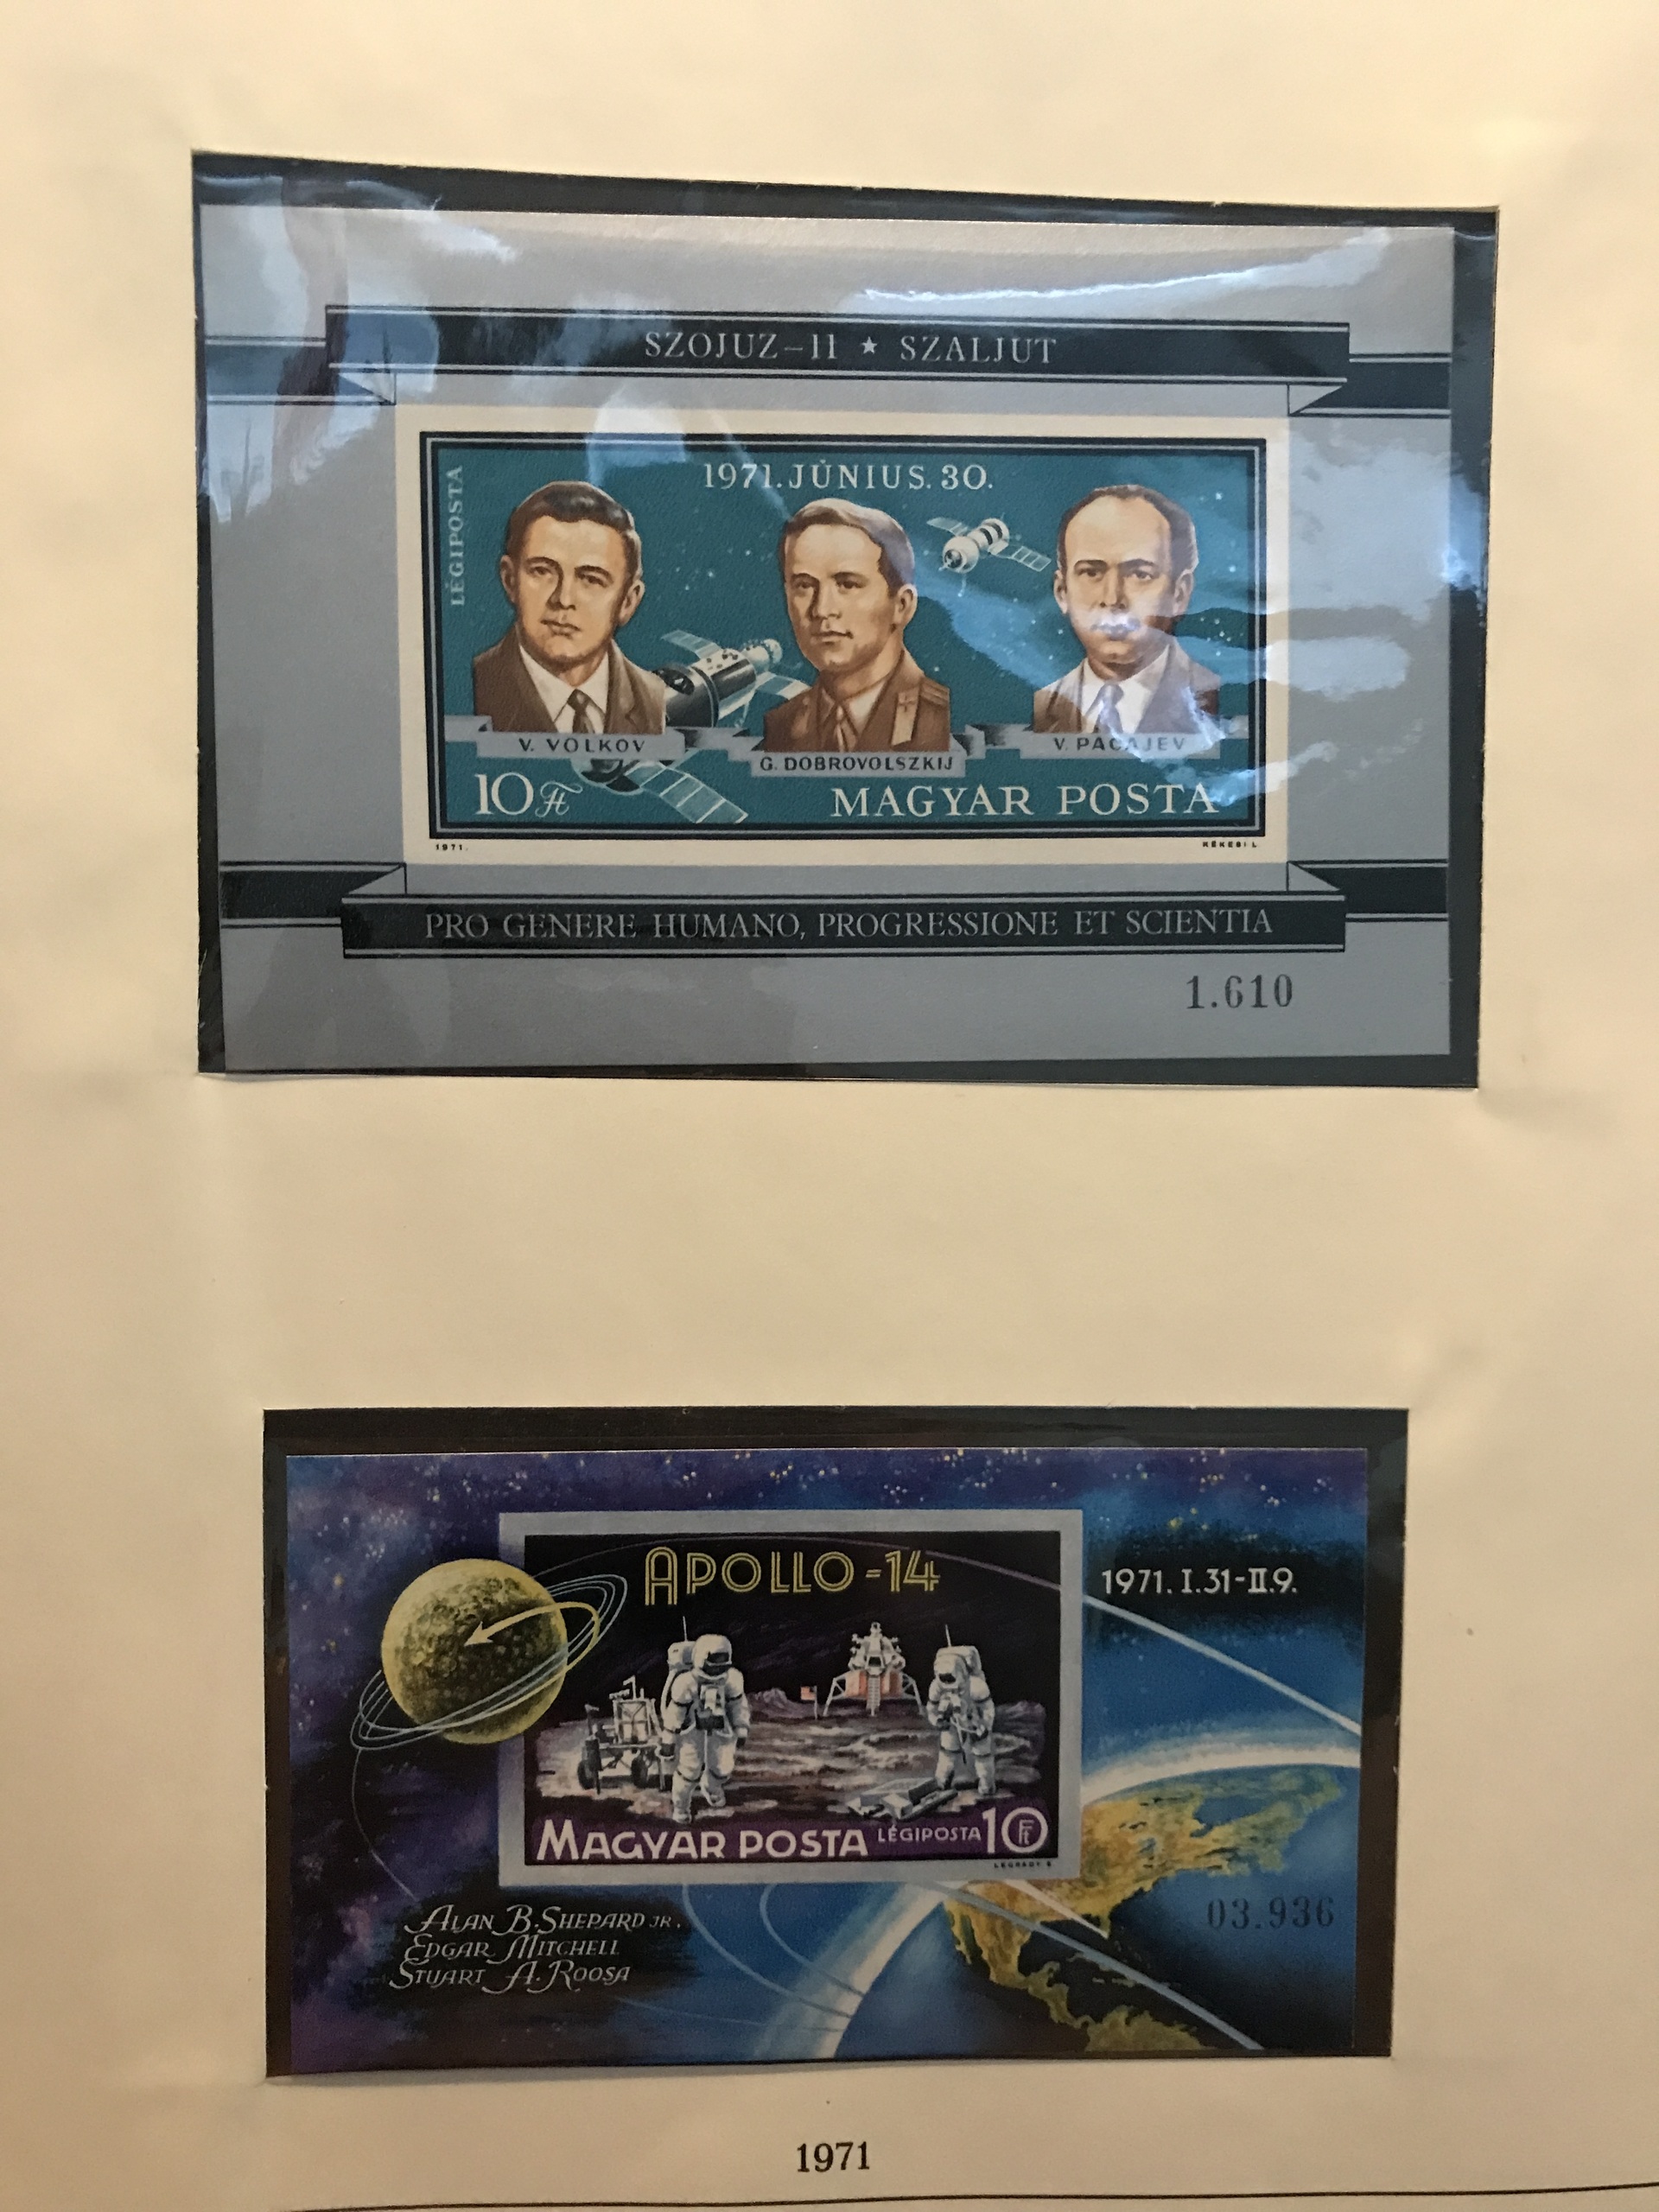 SZOJUZ-11 ★ SZALJUT
1971. JÚNIUS. 30.
LÉGIPOSTA
V. VOLKOV
G. DOBROVOLSZKIJ
V. PACAJEV
10 Ft
MAGYAR POSTA
1971.
KÉKESI L.
PRO GENERE HUMANO, PROGRESSIONE ET SCIENTIA
1.610
APOLLO-14
1971. I.31-II.9.
MAGYAR POSTA LÉGIPOSTA 10 Ft
LÉGRÁDY S.
ALAN B. SHEPARD JR.
EDGAR MITCHELL
STUART A. ROOSA
03.936
1971